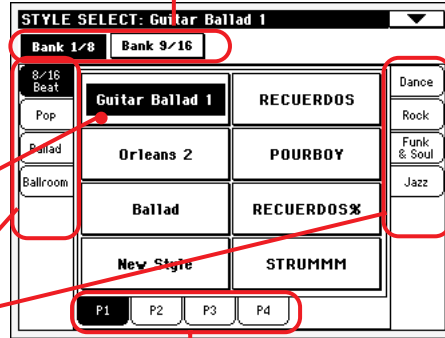 STYLE SELECT: Guitar Ballad 1
Bank 1/8 Bank 9/16
8/16 Beat
Pop
Ballad
Ballroom
Guitar Ballad 1 RECUERDOS
Orleans 2 POURBOY
Ballad RECUERDOS%
New Style STRUMMM
Dance
Rock
Funk & Soul
Jazz
P1 P2 P3 P4